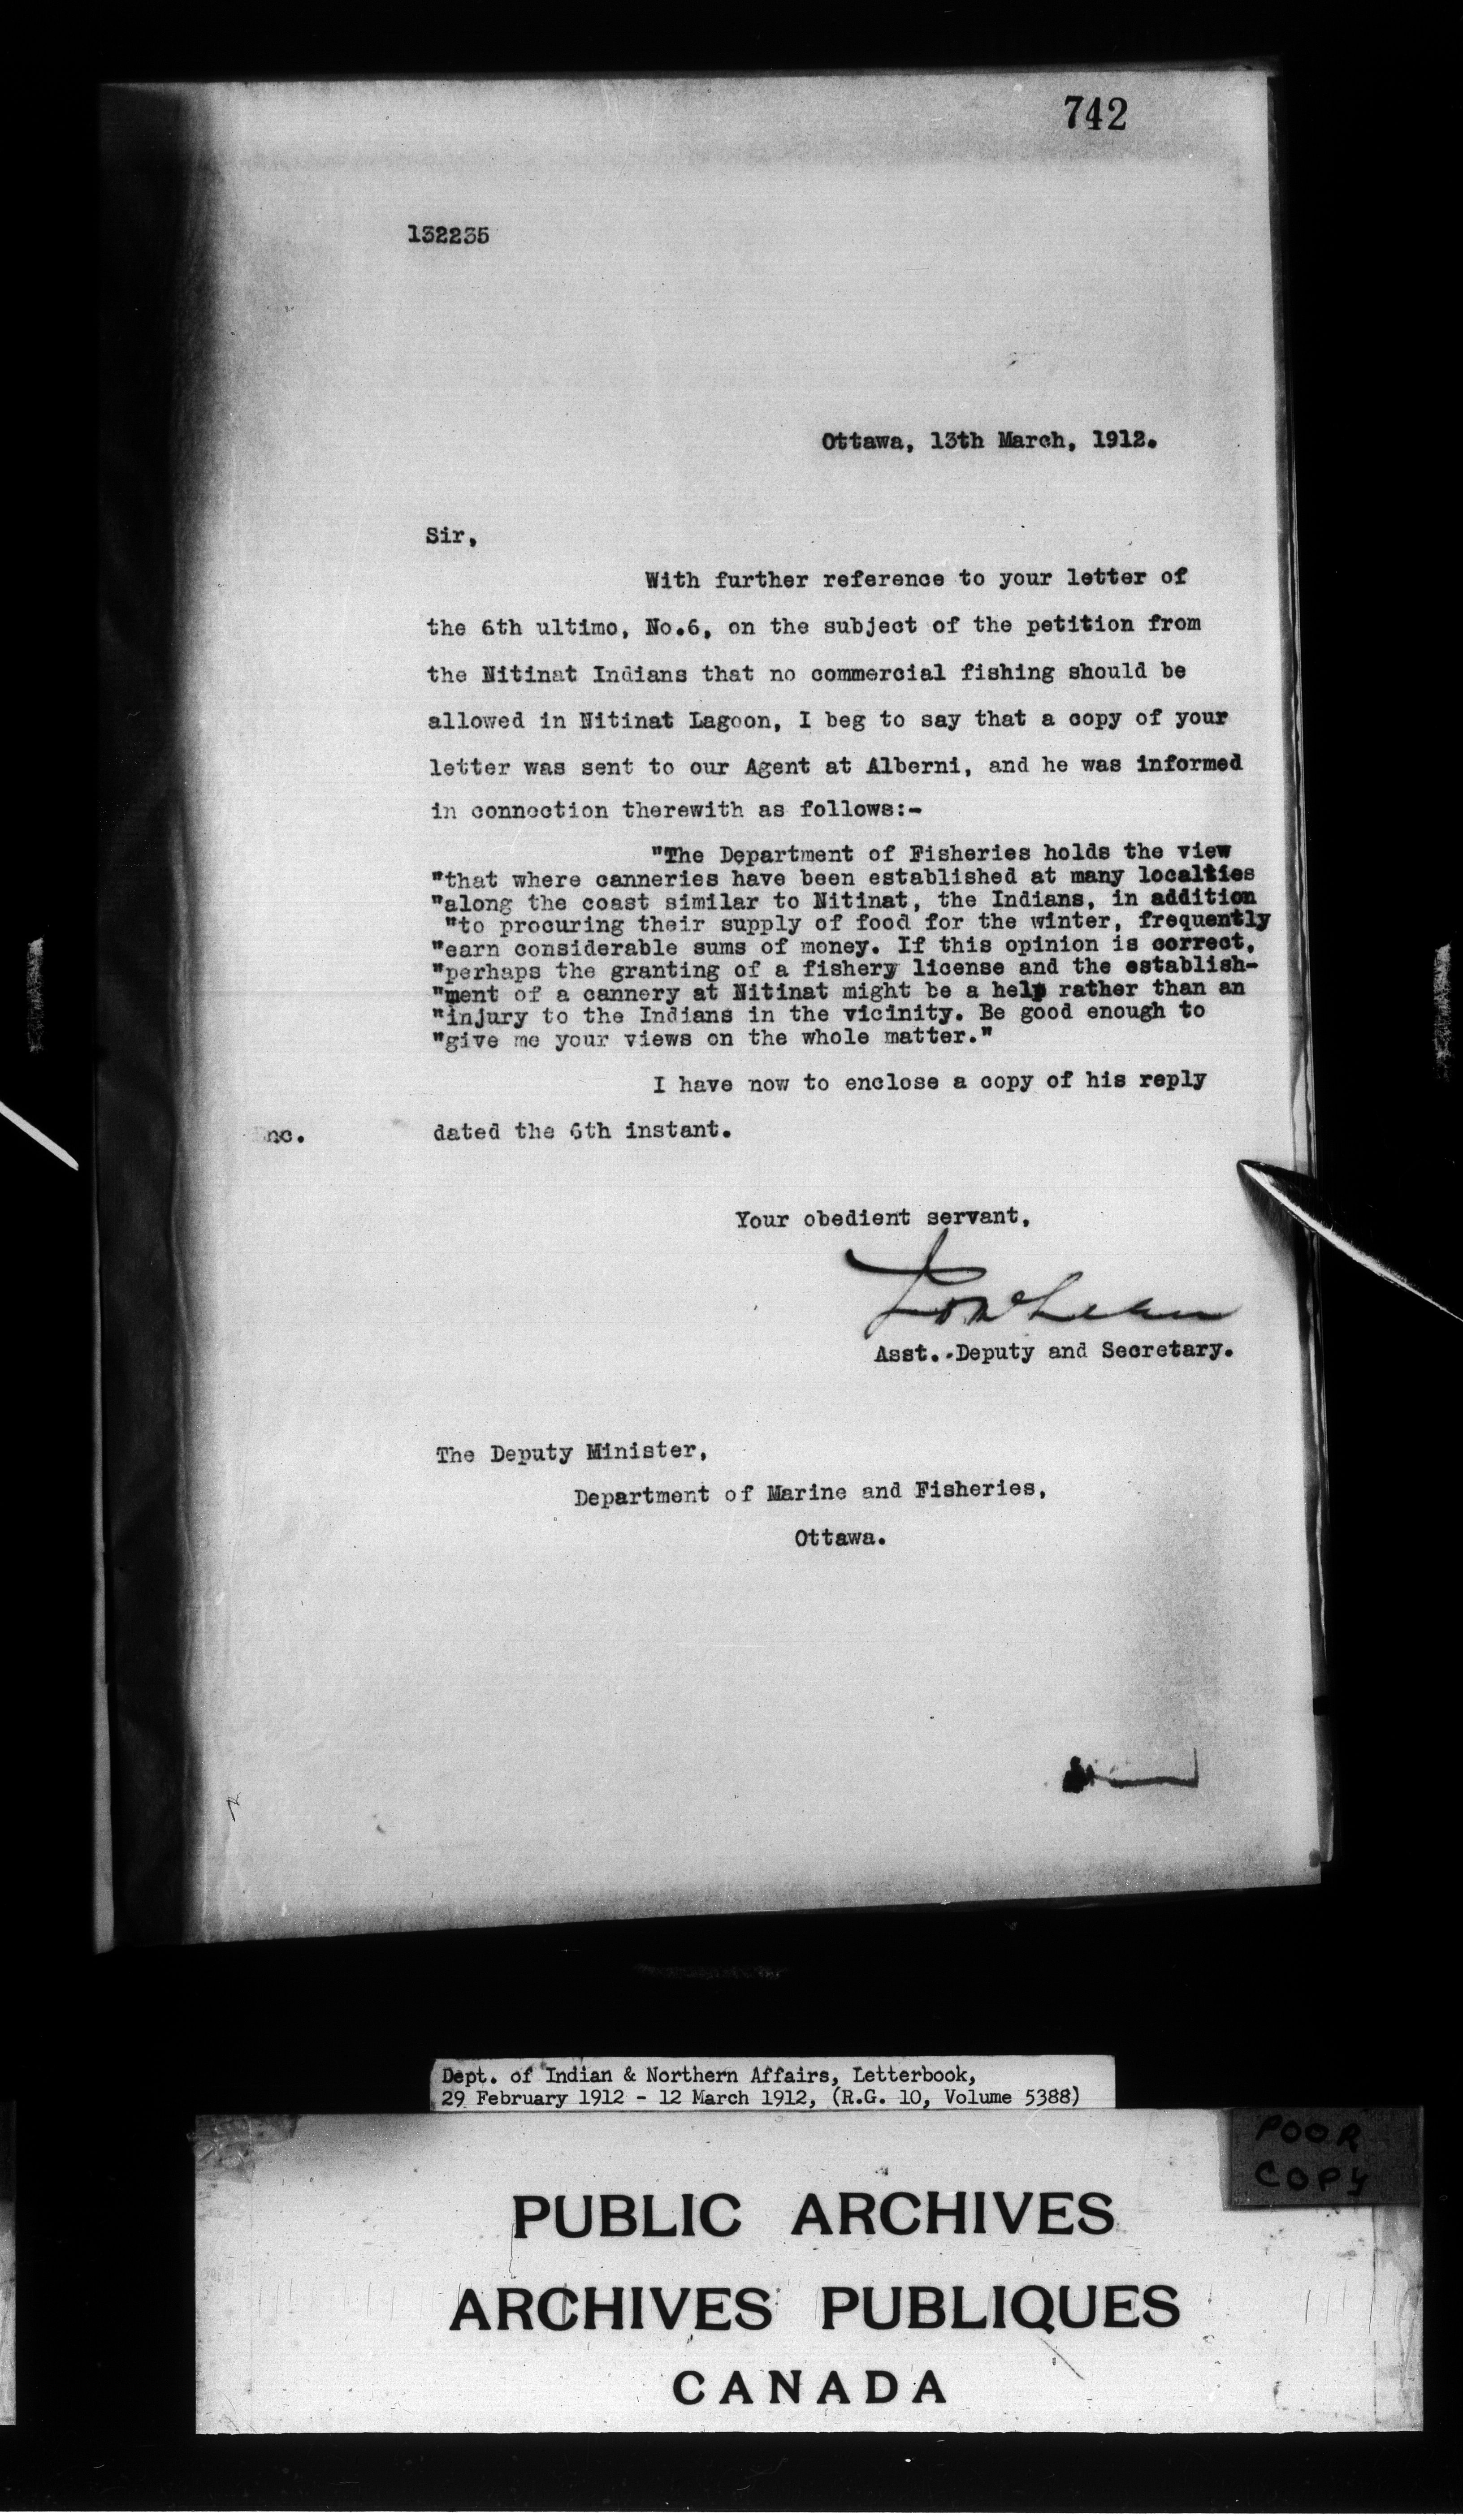 742
132235
Ottawa, 13th March, 1912.
Sir,
With further reference to your letter of
the 6th ultimo, No.6, on the subject of the petition from
the Nitinat Indians that no commercial fishing should be
allowed in Nitinat Lagoon, I beg to say that a copy of your
letter was sent to our Agent at Alberni, and he was informed
in connection therewith as follows:-
"The Department of Fisheries holds the view
"that where canneries have been established at many localties
"along the coast similar to Nitinat, the Indians, in addition
"to procuring their supply of food for the winter, frequently
"earn considerable sums of money. If this opinion is correct,
"perhaps the granting of a fishery license and the establish-
"ment of a cannery at Nitinat might be a help rather than an
"injury to the Indians in the vicinity. Be good enough to
"give me your views on the whole matter."
I have now to enclose a copy of his reply
nc. dated the 6th instant.
Your obedient servant,
Asst. Deputy and Secretary.
The Deputy Minister,
Department of Marine and Fisheries,
Ottawa.
Dept. of Indian & Northern Affairs, Letterbook,
29 February 1912 - 12 March 1912, (R.G. 10, Volume 5388)
POOR
COPY
PUBLIC ARCHIVES
ARCHIVES PUBLIQUES
CANADA